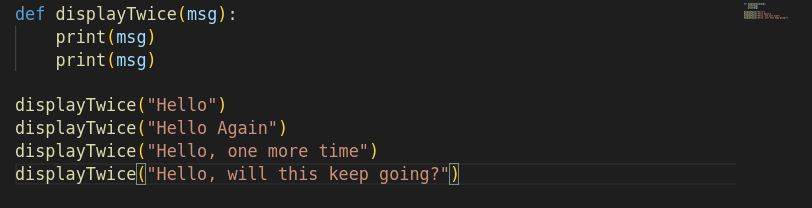 def displayTwice(msg):
    print(msg)
    print(msg)

displayTwice("Hello")
displayTwice("Hello Again")
displayTwice("Hello, one more time")
displayTwice("Hello, will this keep going?")